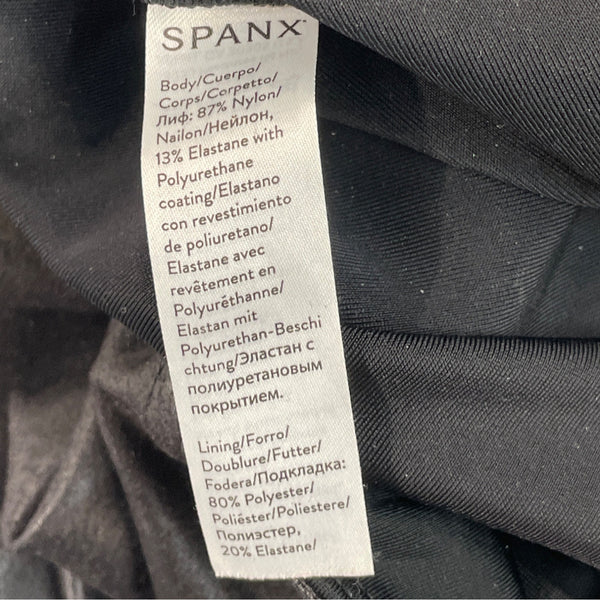 SPANX
Body/Cuerpo/
Corps/Corpetto/
Лиф: 87% Nylon/
Nailon/Нейлон,
13% Elastane with
Polyurethane
coating/Elastano
con revestimiento
de poliuretano/
Elastane avec
revêtement en
Polyuréthanne/
Elastan mit
Polyurethan-Beschi
chtung/Эластан с
полиуретановым
покрытием.
Lining/Forro/
Doublure/Futter/
Fodera/Подкладка:
80% Polyester/
Poliéster/Poliestere/
Полиэстер,
20% Elastane/